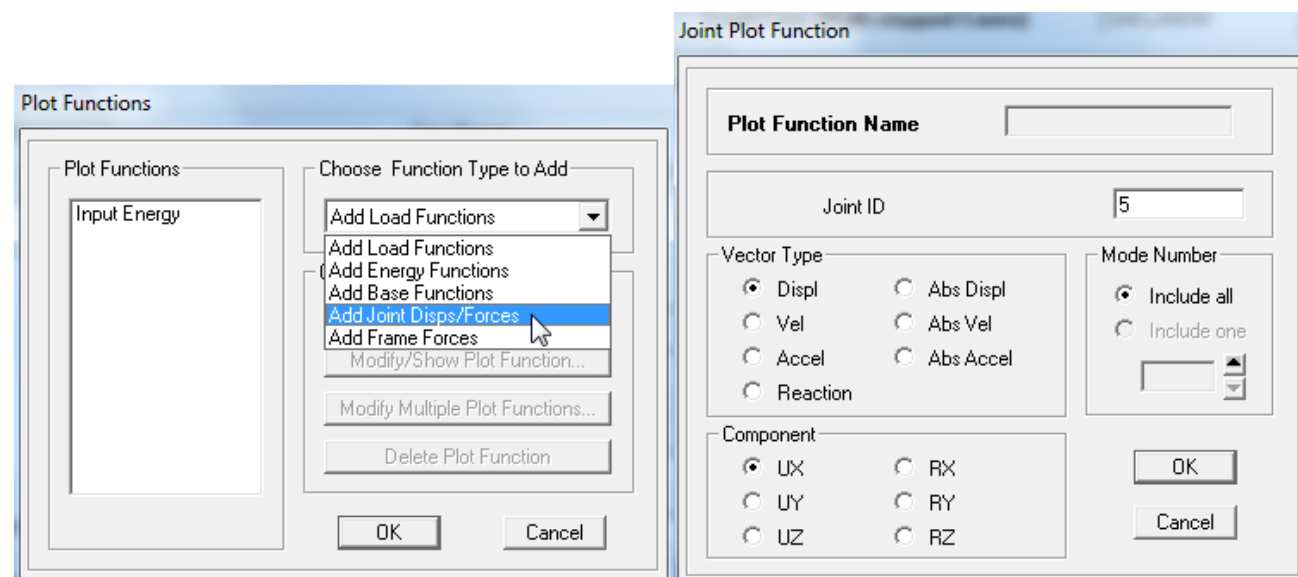 Plot Functions
Plot Functions
Input Energy
Choose Function Type to Add
Add Load Functions
Add Load Functions
Add Energy Functions
Add Base Functions
Add Joint Disps/Forces
Add Frame Forces
Modify/Show Plot Function...
Modify Multiple Plot Functions...
Delete Plot Function
OK Cancel
Joint Plot Function
Plot Function Name
Joint ID 5
Vector Type
Displ Abs Displ
Vel Abs Vel
Accel Abs Accel
Reaction
Mode Number
Include all
Include one
Component
UX RX
UY RY
UZ RZ
OK
Cancel